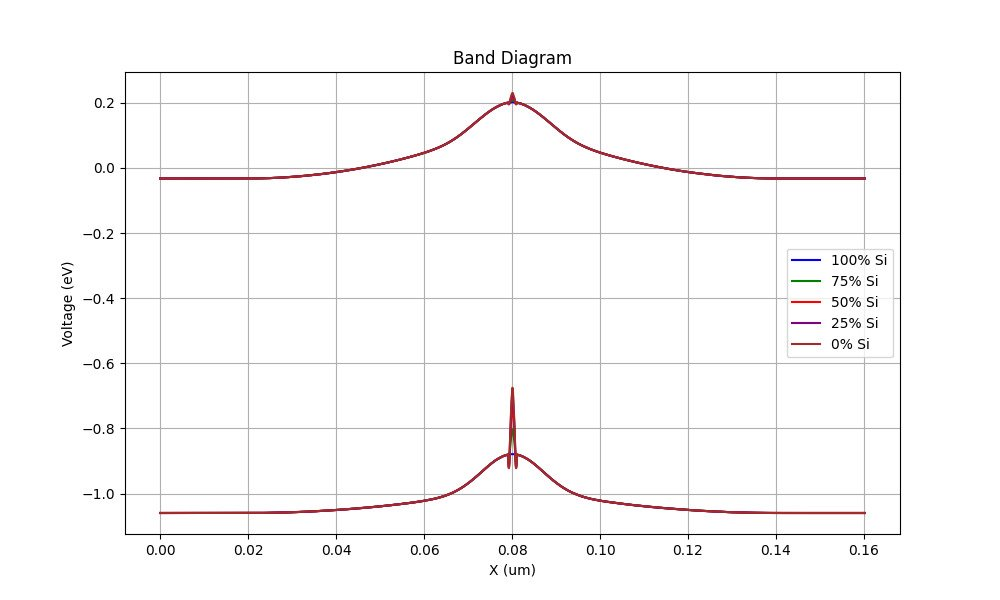 Band Diagram
Voltage (eV)
0.2
0.0
−0.2
−0.4
−0.6
−0.8
−1.0
100% Si
75% Si
50% Si
25% Si
0% Si
0.00 0.02 0.04 0.06 0.08 0.10 0.12 0.14 0.16
X (um)